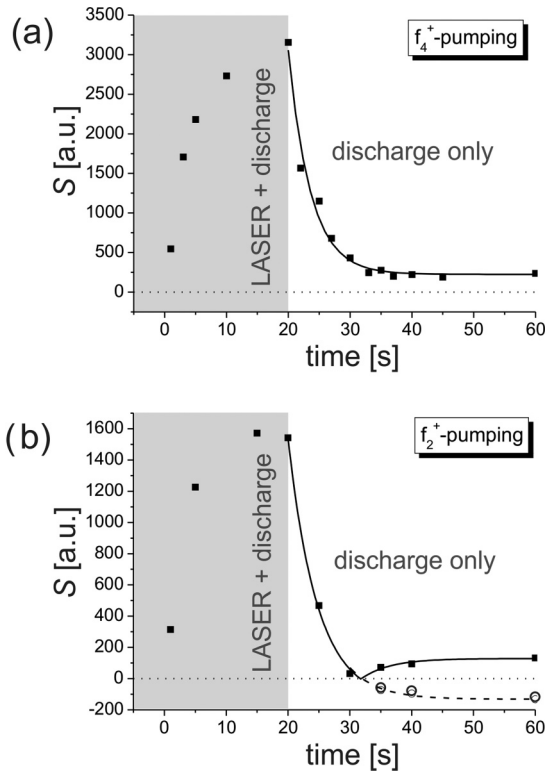 (a)
f₄⁺-pumping
S [a.u.]
3500
3000
2500
2000
1500
1000
500
0
LASER + discharge
discharge only
0
10
20
30
40
50
60
time [s]
(b)
f₂⁺-pumping
S [a.u.]
1600
1400
1200
1000
800
600
400
200
0
-200
LASER + discharge
discharge only
0
10
20
30
40
50
60
time [s]